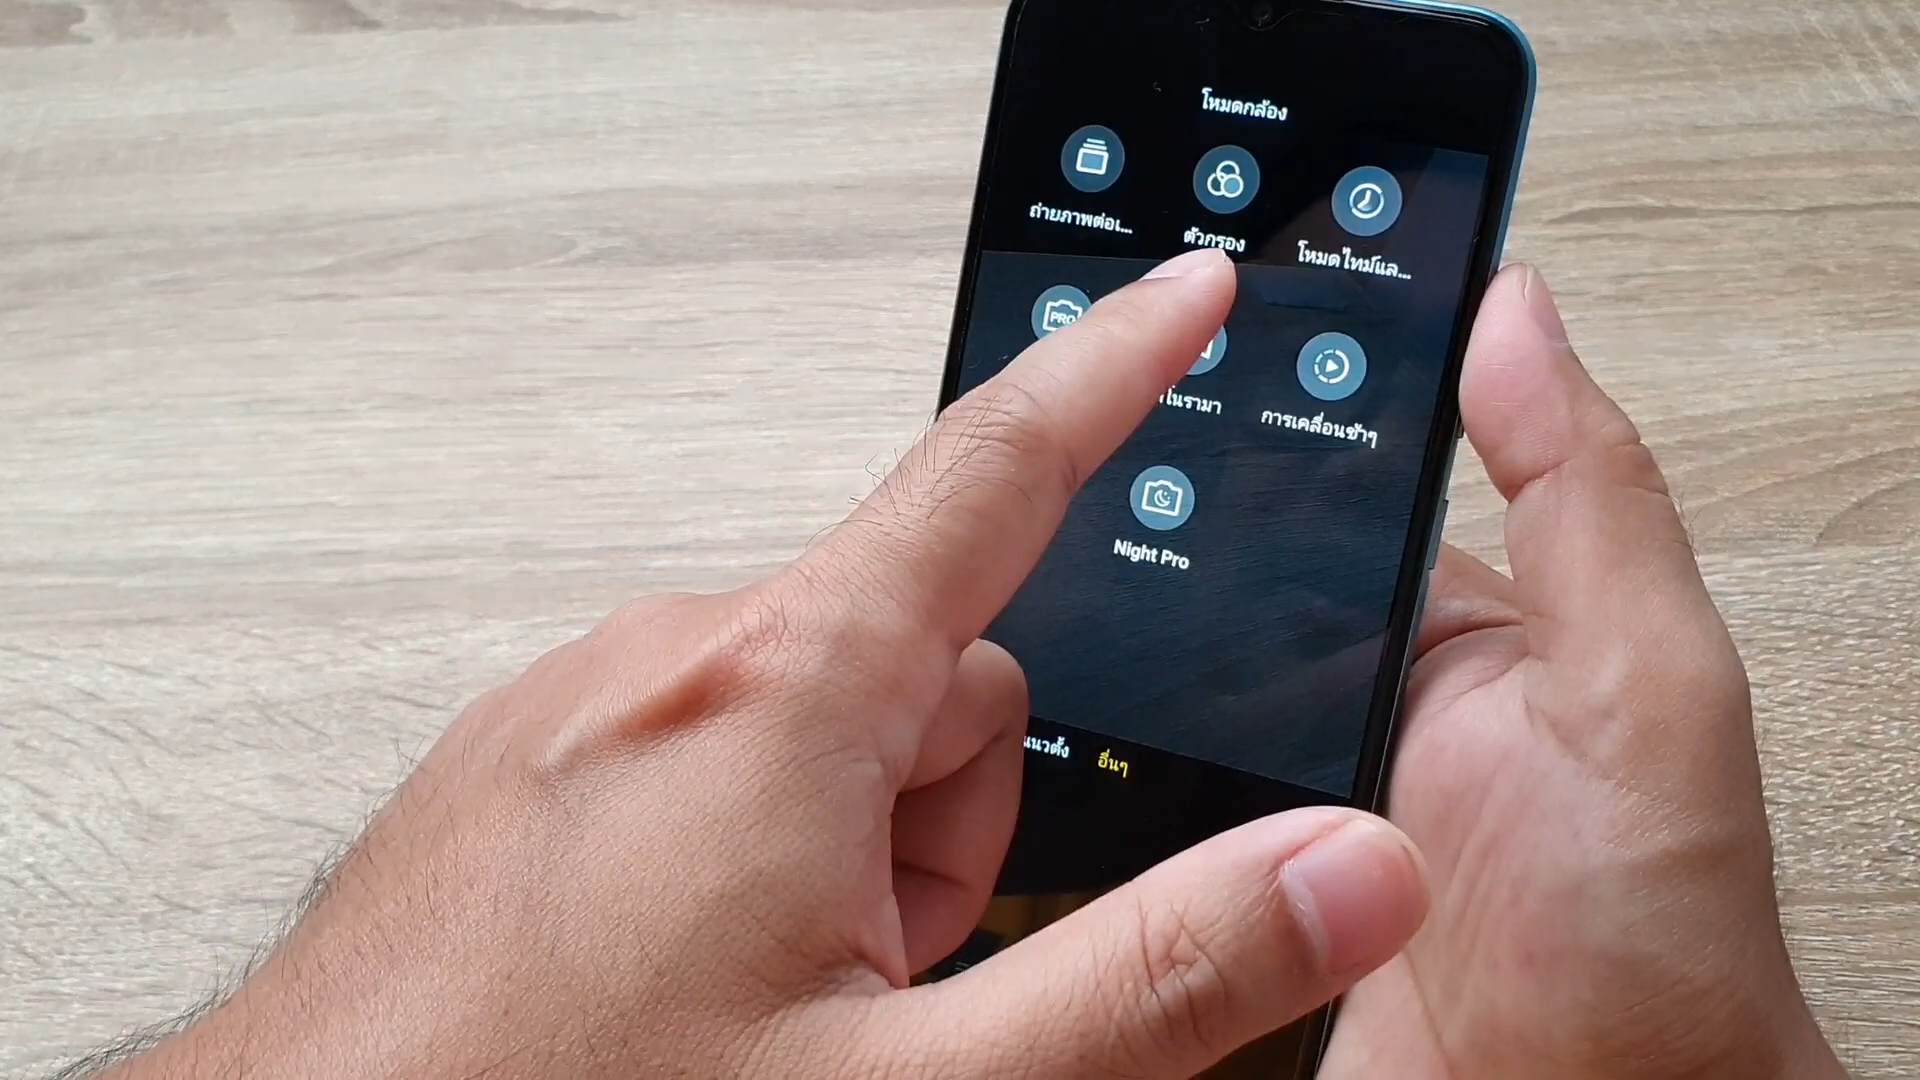 โหมดกล้อง
ถ่ายภาพต่อเ...
ตัวกรอง
โหมดไทม์แล...
PRO
โนรามา
การเคลื่อนช้าๆ
Night Pro
แนวตั้ง
อื่นๆ